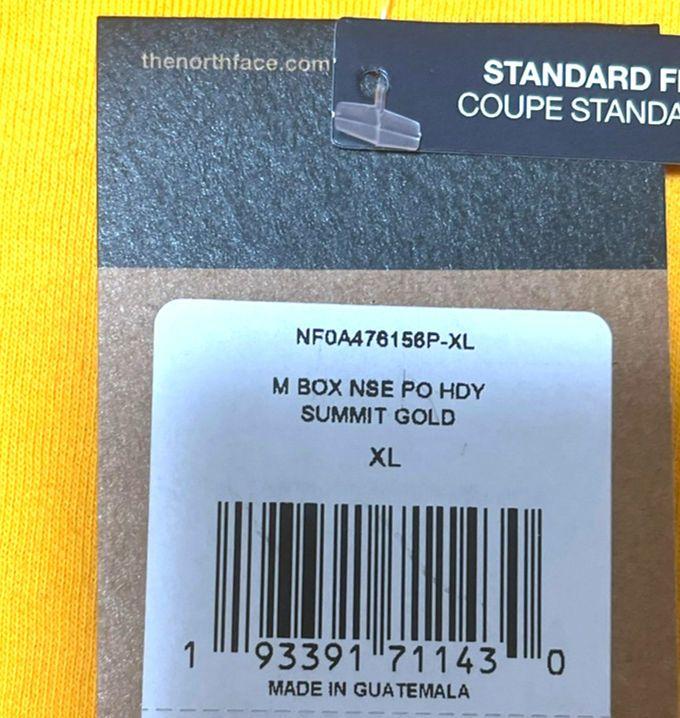 thenorthface.com
STANDARD FI
COUPE STANDA
NF0A476156P-XL
M BOX NSE PO HDY
SUMMIT GOLD
XL
1 93391 71143 0
MADE IN GUATEMALA